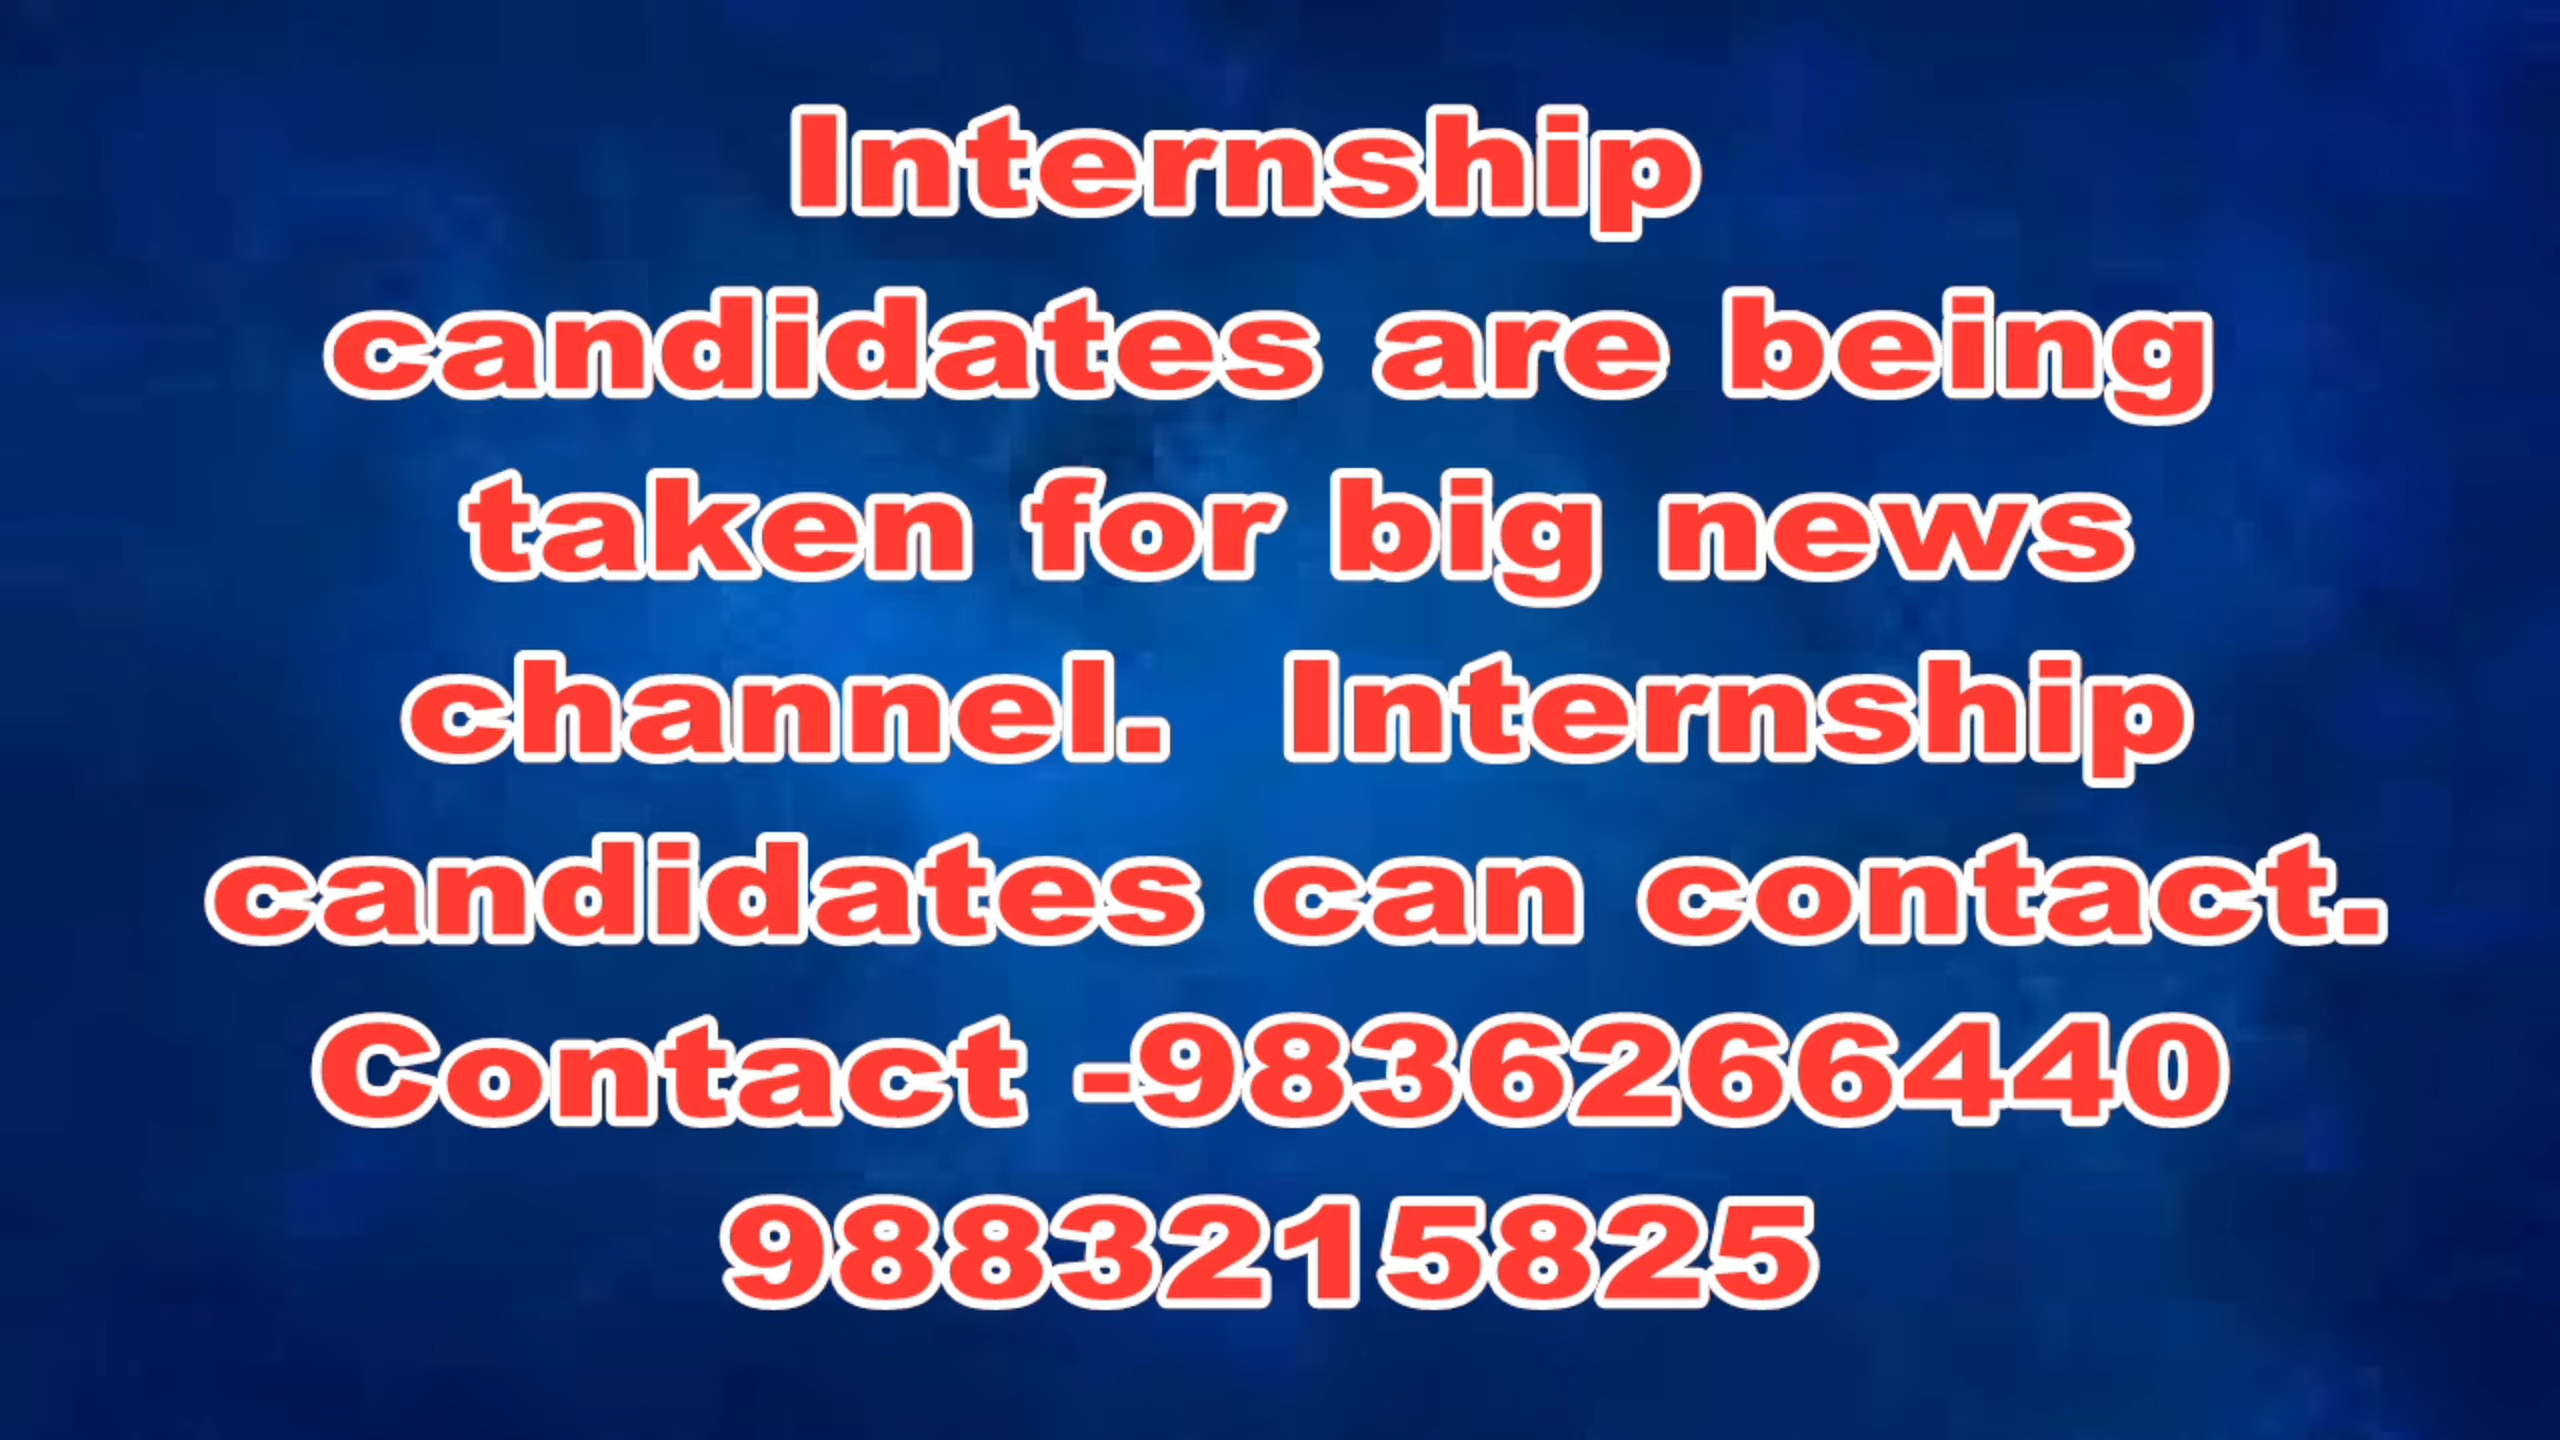 Internship
candidates are being
taken for big news
channel. Internship
candidates can contact.
Contact -9836266440
9883215825